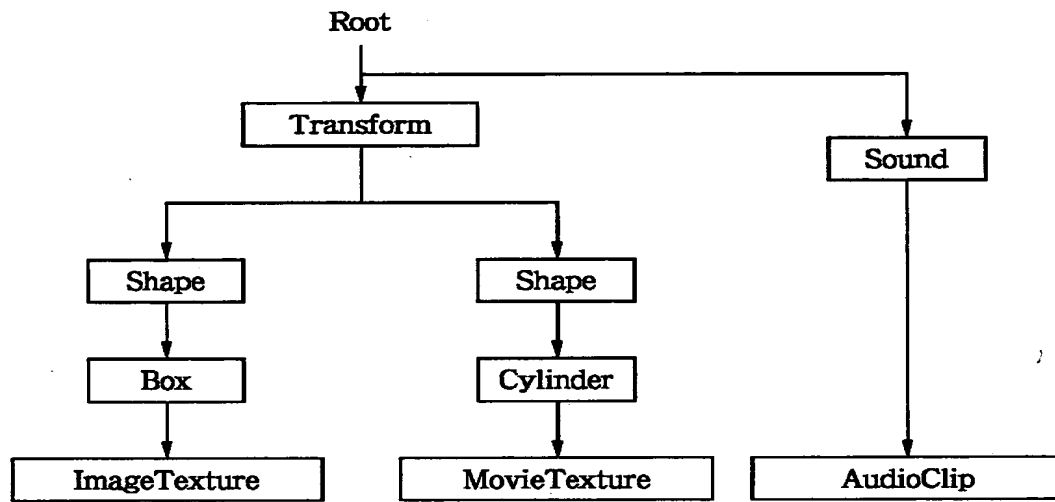 Root
Transform
Sound
Shape
Shape
Box
Cylinder
ImageTexture
MovieTexture
AudioClip